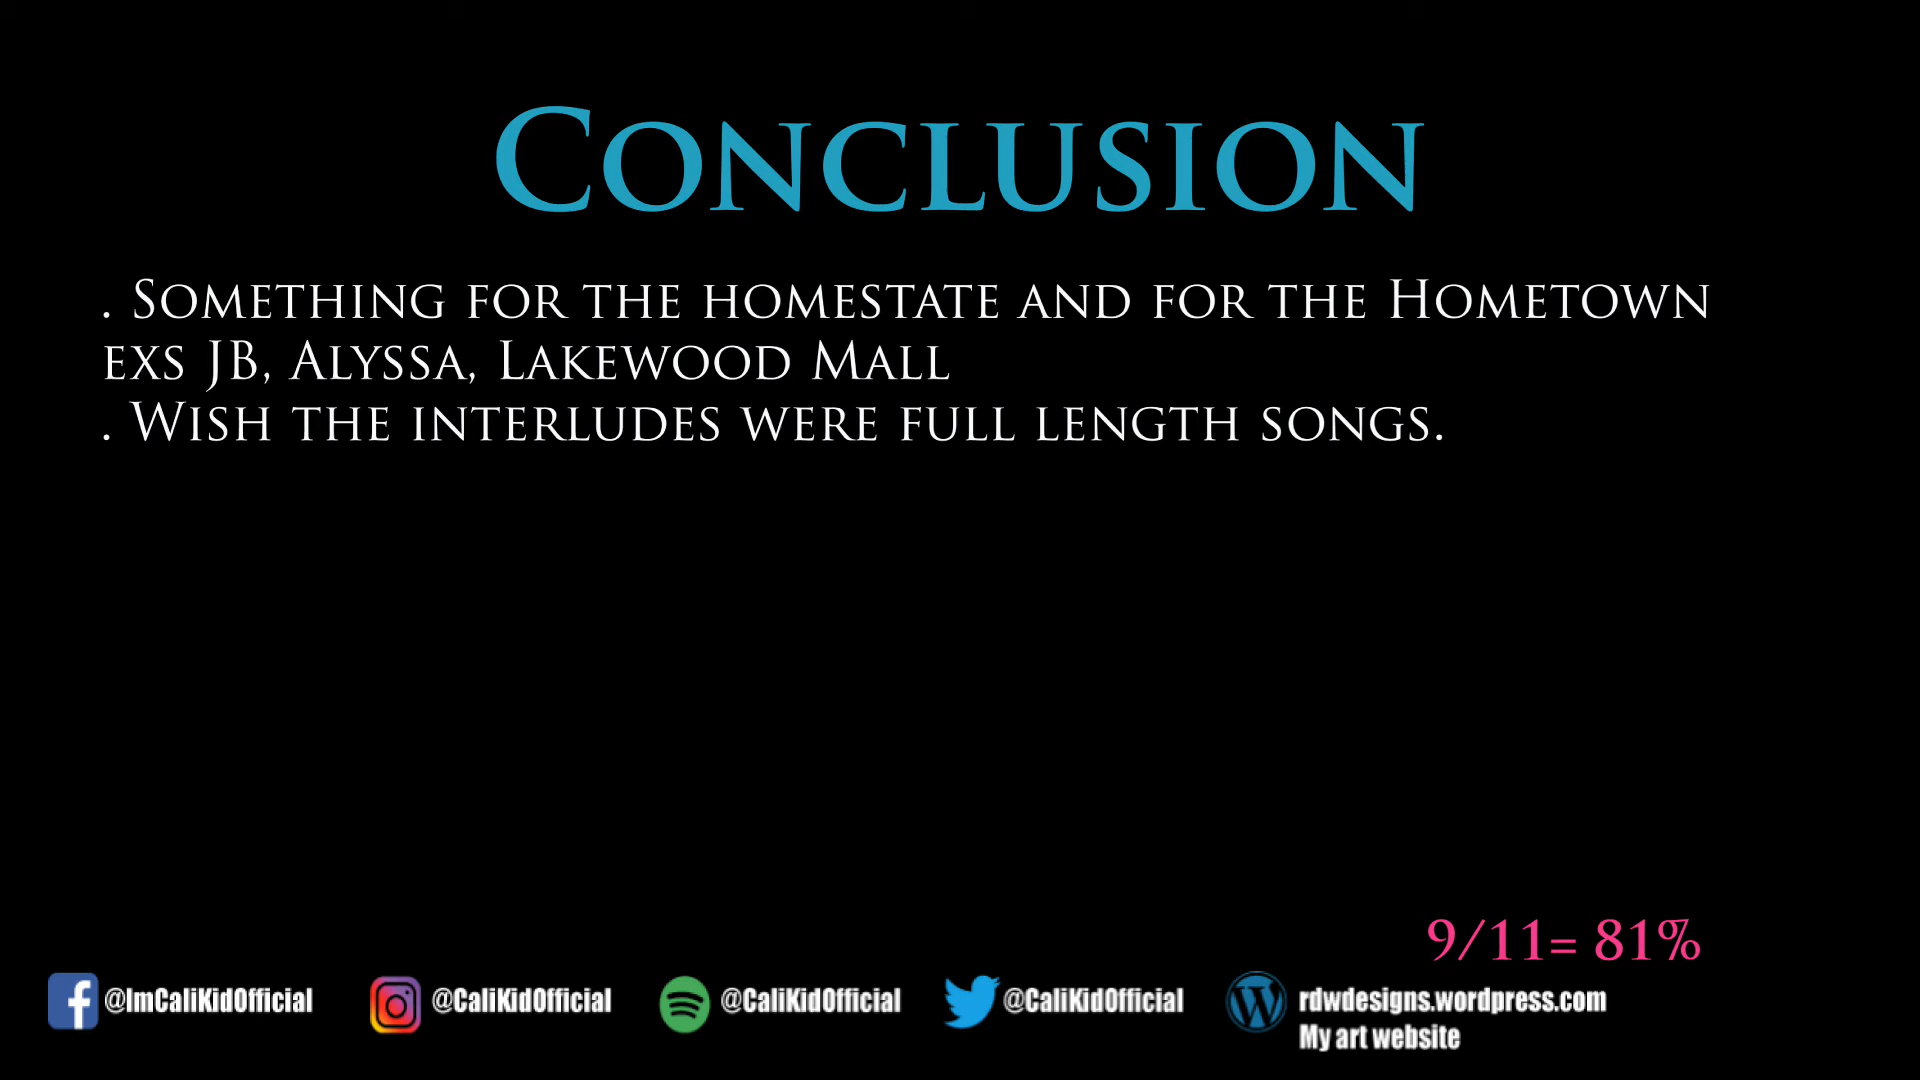 Conclusion
. Something for the homestate and for the Hometown
exs JB, Alyssa, Lakewood Mall
. Wish the interludes were full length songs.
9/11= 81%
@ImCaliKidOfficial
@CaliKidOfficial
@CaliKidOfficial
@CaliKidOfficial
rdwdesigns.wordpress.com
My art website